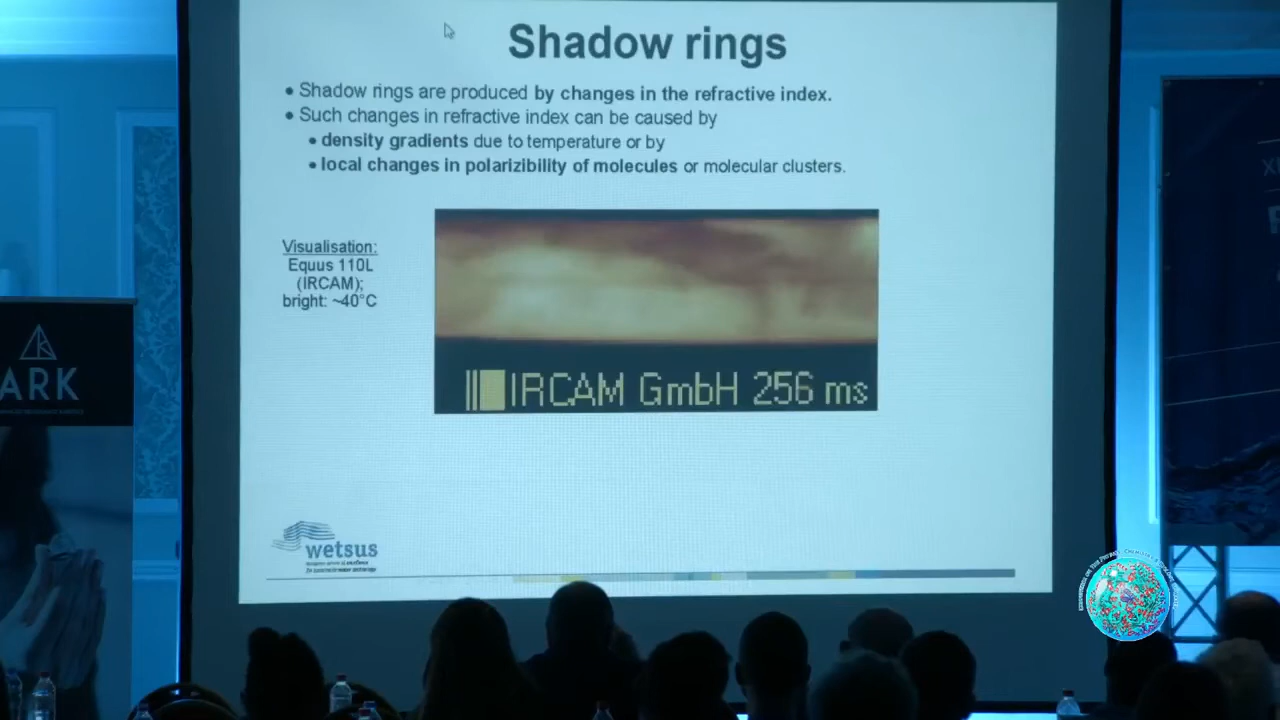 Shadow rings
• Shadow rings are produced by changes in the refractive index.
• Such changes in refractive index can be caused by
• density gradients due to temperature or by
• local changes in polarizibility of molecules or molecular clusters.
Visualisation:
Equus 110L
(IRCAM);
bright: ~40°C
IRCAM GmbH 256 ms
wetsus
ARK